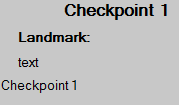 Checkpoint 1
Landmark:
text
Checkpoint 1